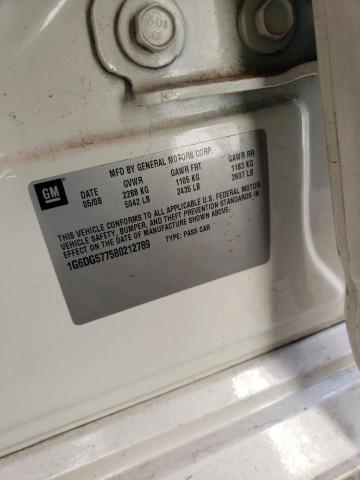 MFD BY GENERAL MOTORS CORP.
GM
DATE GVWR GAWR FRT GAWR RR
05/08 2288 KG 1105 KG 1183 KG
5042 LB 2435 LB 2607 LB
THIS VEHICLE CONFORMS TO ALL APPLICABLE U.S. FEDERAL MOTOR
VEHICLE SAFETY, BUMPER, AND THEFT PREVENTION STANDARDS IN
EFFECT ON THE DATE OF MANUFACTURE SHOWN ABOVE.
1G6DG577580212789 TYPE: PASS CAR